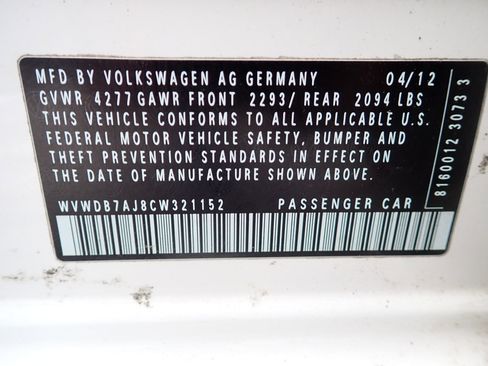 MFD BY VOLKSWAGEN AG GERMANY 04/12
GVWR 4277 GAWR FRONT 2293/ REAR 2094 LBS
THIS VEHICLE CONFORMS TO ALL APPLICABLE U.S.
FEDERAL MOTOR VEHICLE SAFETY, BUMPER AND
THEFT PREVENTION STANDARDS IN EFFECT ON
THE DATE OF MANUFACTURE SHOWN ABOVE.
WVWDB7AJ8CW321152 PASSENGER CAR
8160012 3073 3